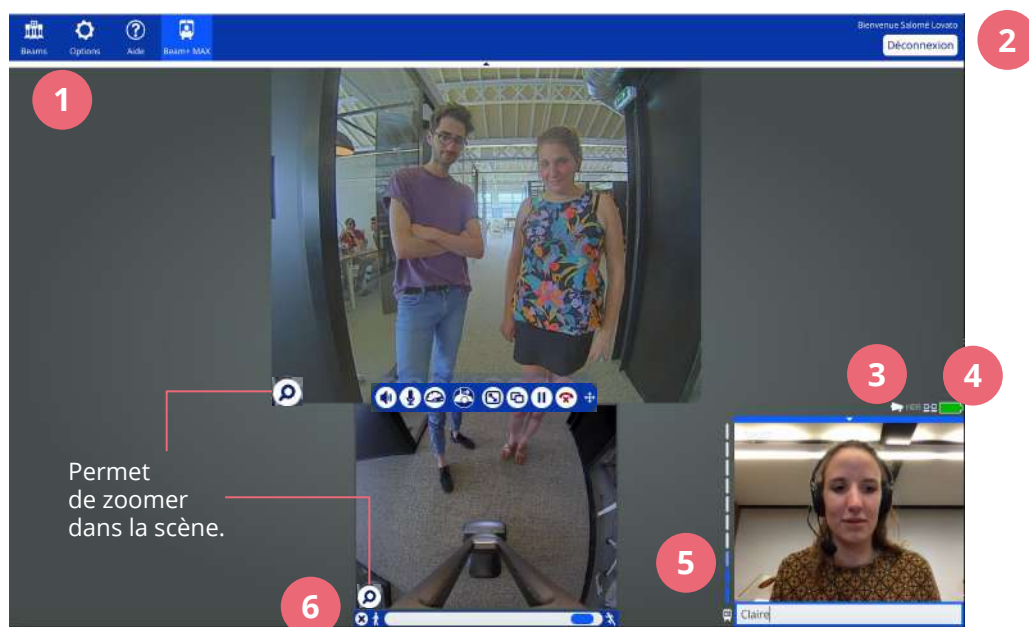 Beams
Options
Aide
Beam+ MAX
Bienvenue Salomé Lovato
Déconnexion
2
1
3
4
Permet
de zoomer
dans la scène.
5
6
Claire